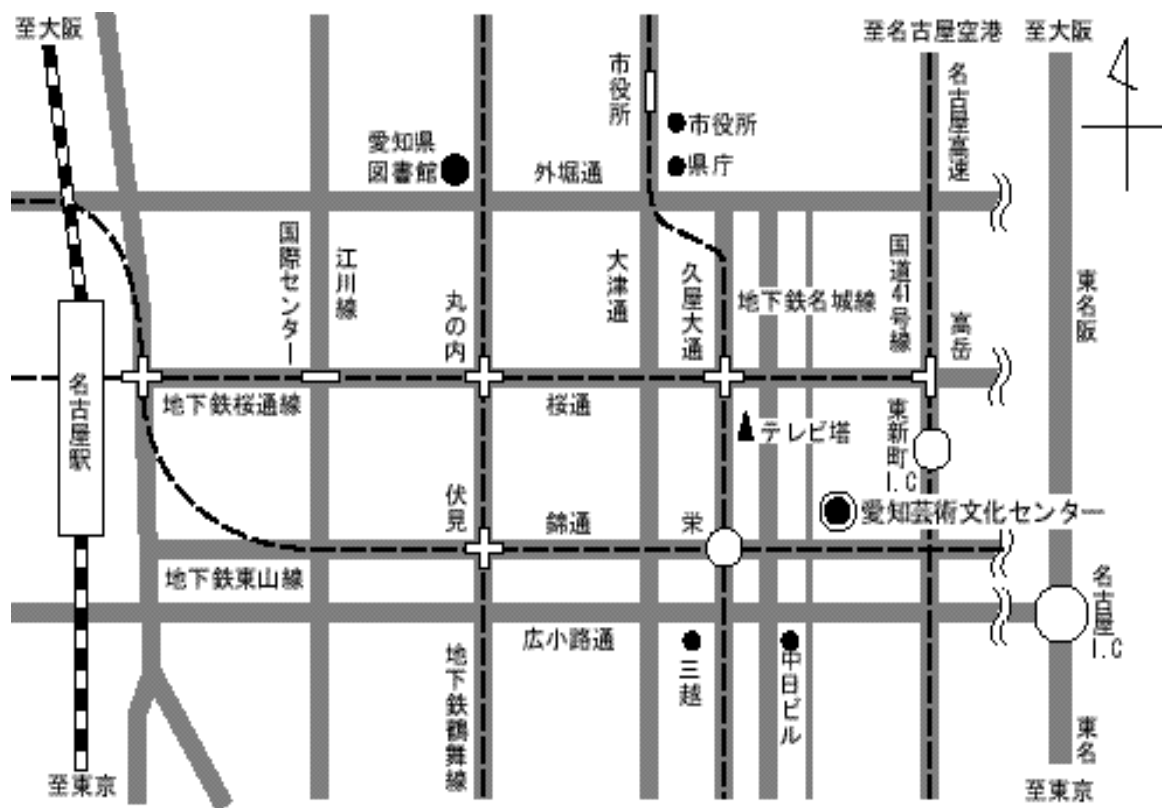 至大阪
至名古屋空港
至大阪
市役所
名古屋高速
市役所
県庁
愛知県
図書館
外堀通
国際センター
江川線
丸の内
大津通
久屋大通
地下鉄名城線
国道41号線
高岳
東名阪
名古屋駅
地下鉄桜通線
桜通
テレビ塔
東新町I.C
伏見
錦通
栄
愛知芸術文化センター
地下鉄東山線
名古屋I.C
広小路通
地下鉄鶴舞線
三越
中日ビル
東名
至東京
至東京